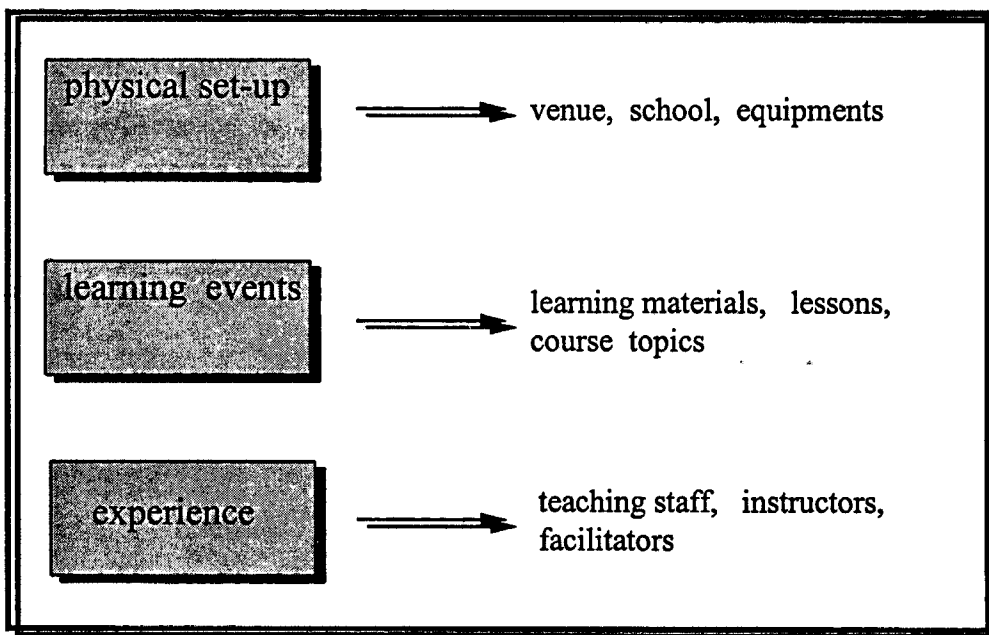 physical set-up
venue, school, equipments
learning events
learning materials, lessons,
course topics
experience
teaching staff, instructors,
facilitators